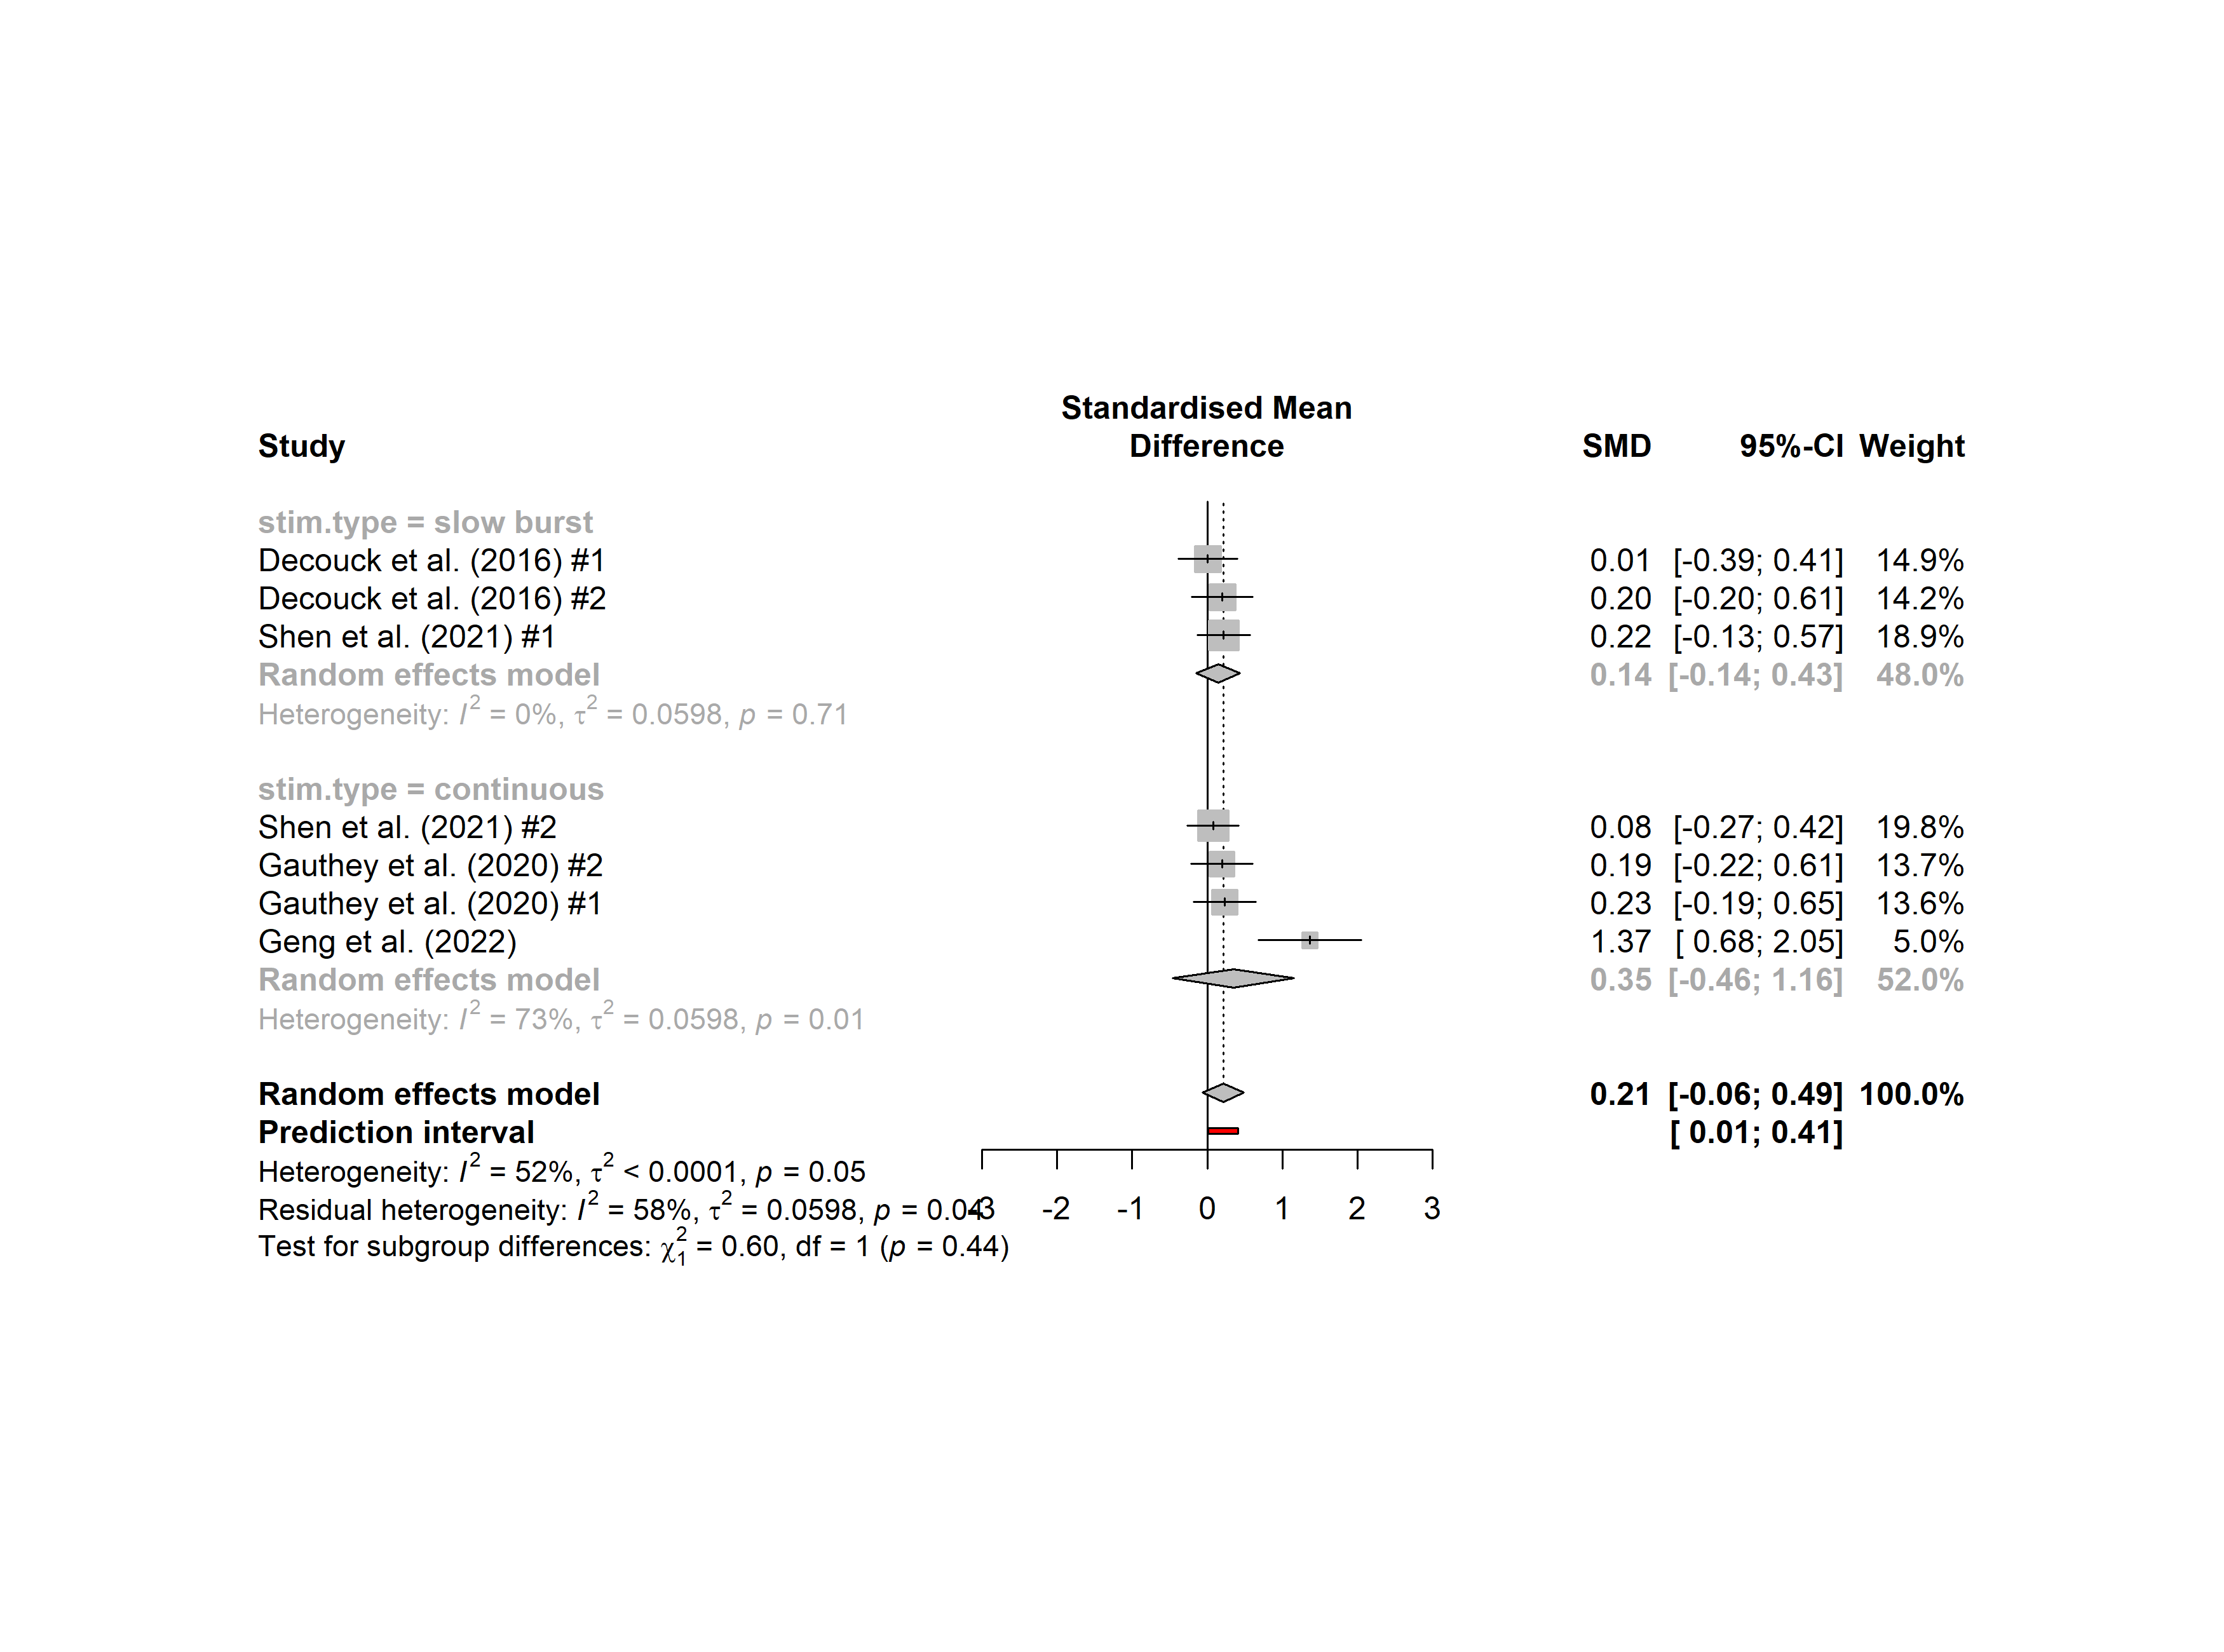 Standardised Mean
Study Difference SMD 95%-CI Weight
stim.type = slow burst
Decouck et al. (2016) #1 0.01 [-0.39; 0.41] 14.9%
Decouck et al. (2016) #2 0.20 [-0.20; 0.61] 14.2%
Shen et al. (2021) #1 0.22 [-0.13; 0.57] 18.9%
Random effects model 0.14 [-0.14; 0.43] 48.0%
Heterogeneity: I² = 0%, τ² = 0.0598, p = 0.71
stim.type = continuous
Shen et al. (2021) #2 0.08 [-0.27; 0.42] 19.8%
Gauthey et al. (2020) #2 0.19 [-0.22; 0.61] 13.7%
Gauthey et al. (2020) #1 0.23 [-0.19; 0.65] 13.6%
Geng et al. (2022) 1.37 [ 0.68; 2.05] 5.0%
Random effects model 0.35 [-0.46; 1.16] 52.0%
Heterogeneity: I² = 73%, τ² = 0.0598, p = 0.01
Random effects model 0.21 [-0.06; 0.49] 100.0%
Prediction interval [ 0.01; 0.41]
Heterogeneity: I² = 52%, τ² < 0.0001, p = 0.05
Residual heterogeneity: I² = 58%, τ² = 0.0598, p = 0.04 -3 -2 -1 0 1 2 3
Test for subgroup differences: χ²₁ = 0.60, df = 1 (p = 0.44)